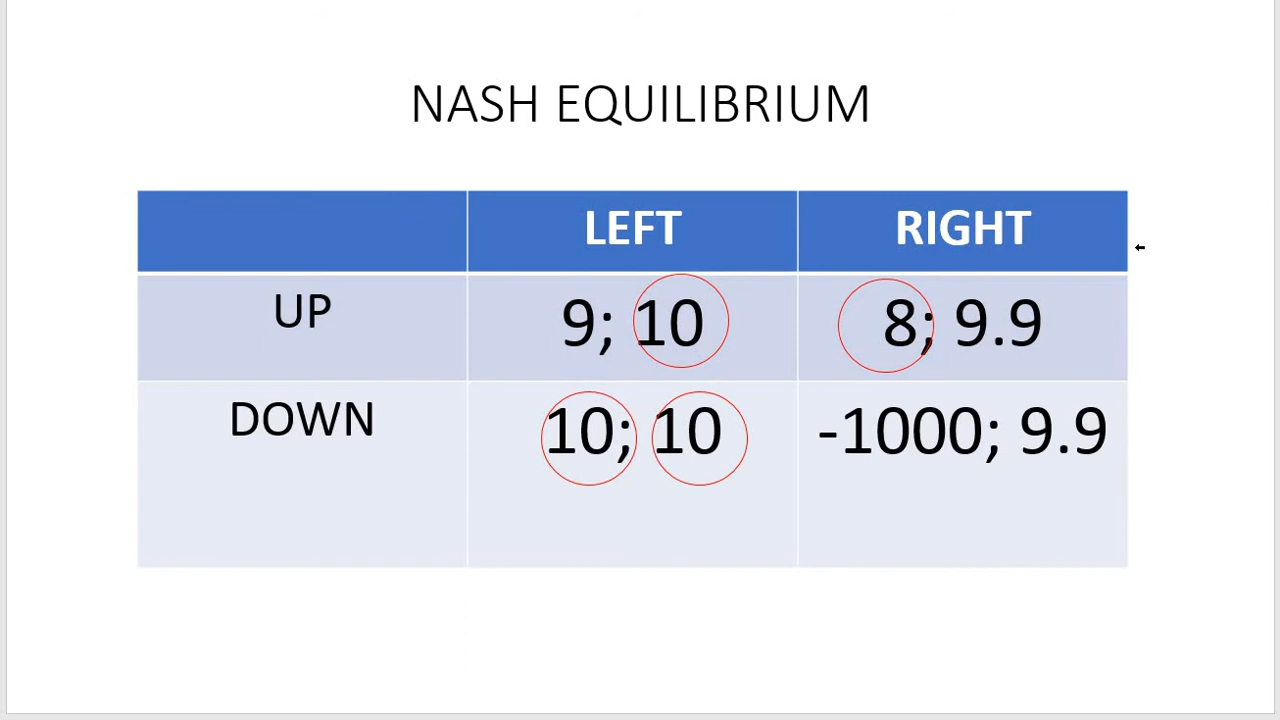 NASH EQUILIBRIUM
LEFT RIGHT
UP 9; 10 8; 9.9
DOWN 10; 10 -1000; 9.9